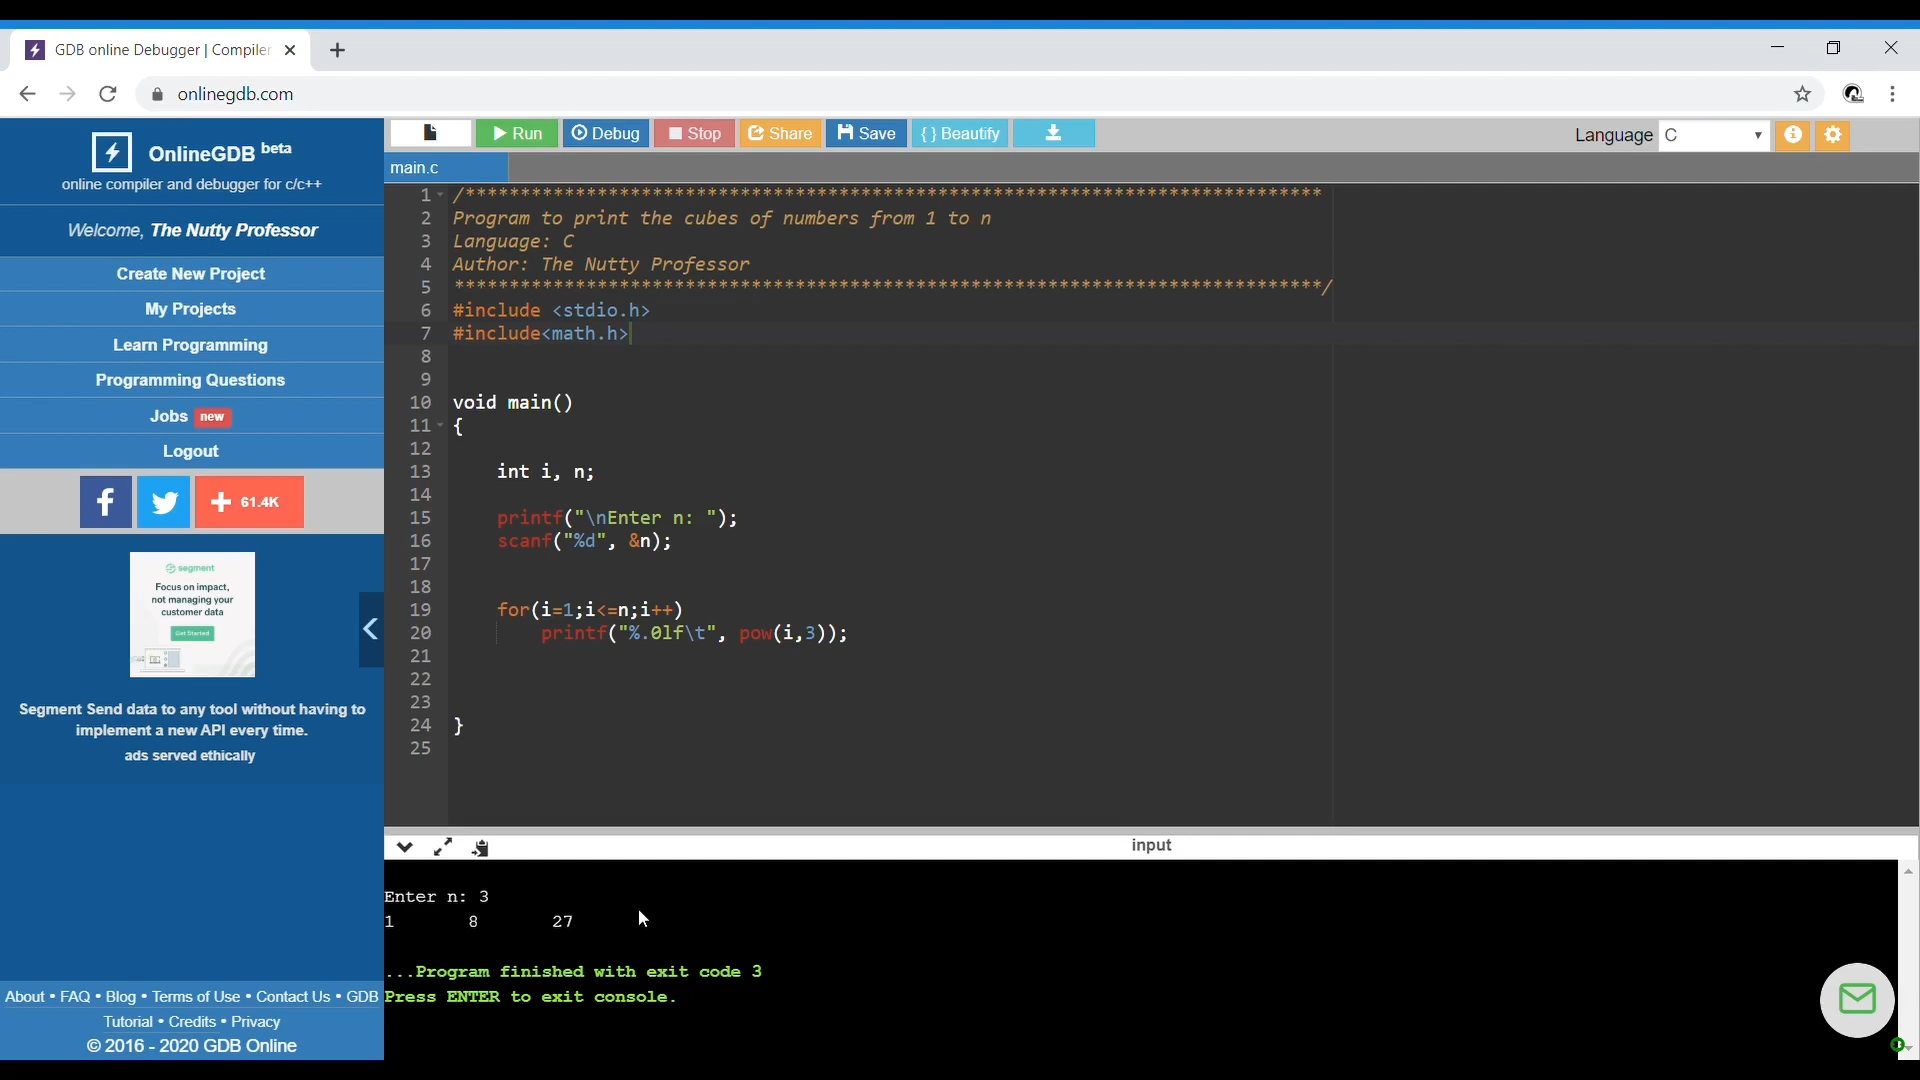 GDB online Debugger | Compiler
onlinegdb.com
OnlineGDB beta
online compiler and debugger for c/c++
Welcome, The Nutty Professor
Create New Project
My Projects
Learn Programming
Programming Questions
Jobs new
Logout
f + 61.4K
segment
Focus on impact,
not managing your
customer data
Get Started
Segment Send data to any tool without having to
implement a new API every time.
ads served ethically
About • FAQ • Blog • Terms of Use • Contact Us • GDB
Tutorial • Credits • Privacy
© 2016 - 2020 GDB Online
Run Debug Stop Share Save {} Beautify
Language C
main.c
1 /******************************************************************************
2 Program to print the cubes of numbers from 1 to n
3 Language: C
4 Author: The Nutty Professor
5 *******************************************************************************/
6 #include <stdio.h>
7 #include<math.h>
8
9
10 void main()
11 {
12
13 int i, n;
14
15 printf("\nEnter n: ");
16 scanf("%d", &n);
17
18
19 for(i=1;i<=n;i++)
20 printf("%.0lf\t", pow(i,3));
21
22
23
24 }
25
input
Enter n: 3
1 8 27
...Program finished with exit code 3
Press ENTER to exit console.